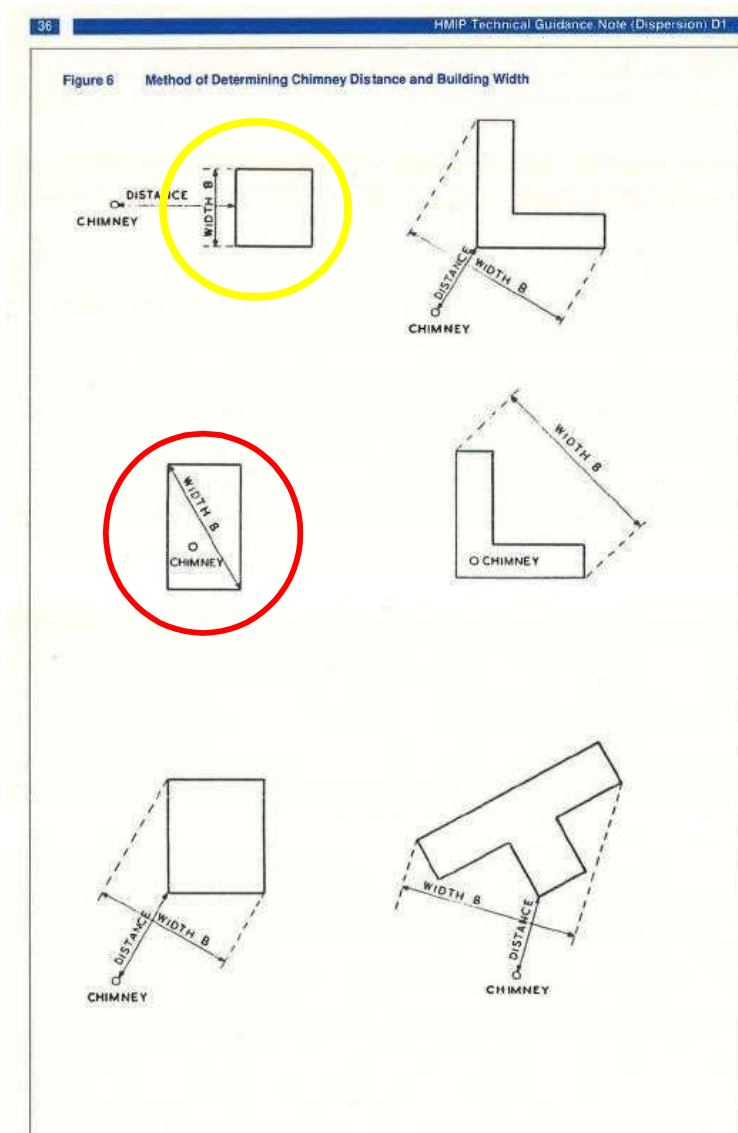 36
HMIP Technical Guidance Note (Dispersion) D1
Figure 6 Method of Determining Chimney Distance and Building Width
DISTANCE
WIDTH B
CHIMNEY
DISTANCE
WIDTH B
CHIMNEY
WIDTH B
CHIMNEY
WIDTH B
CHIMNEY
DISTANCE
WIDTH B
CHIMNEY
WIDTH B
DISTANCE
CHIMNEY